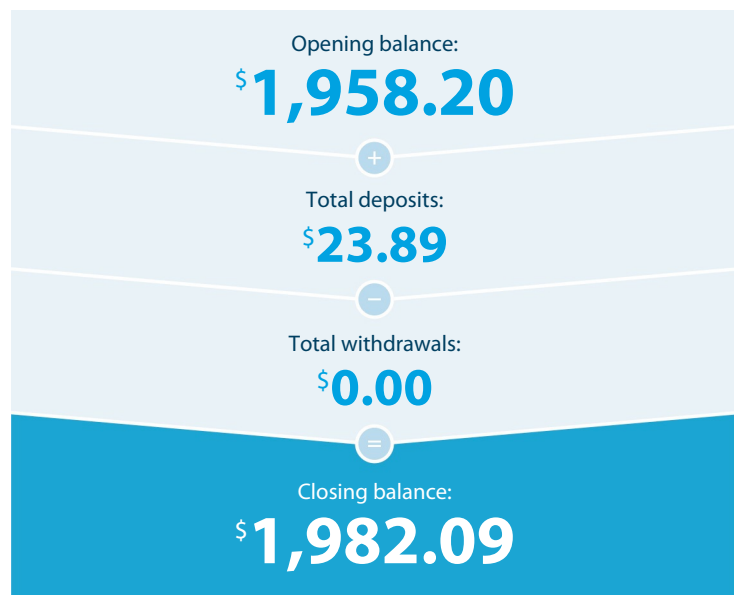 Opening balance:
$1,958.20
+
Total deposits:
$23.89
–
Total withdrawals:
$0.00
=
Closing balance:
$1,982.09